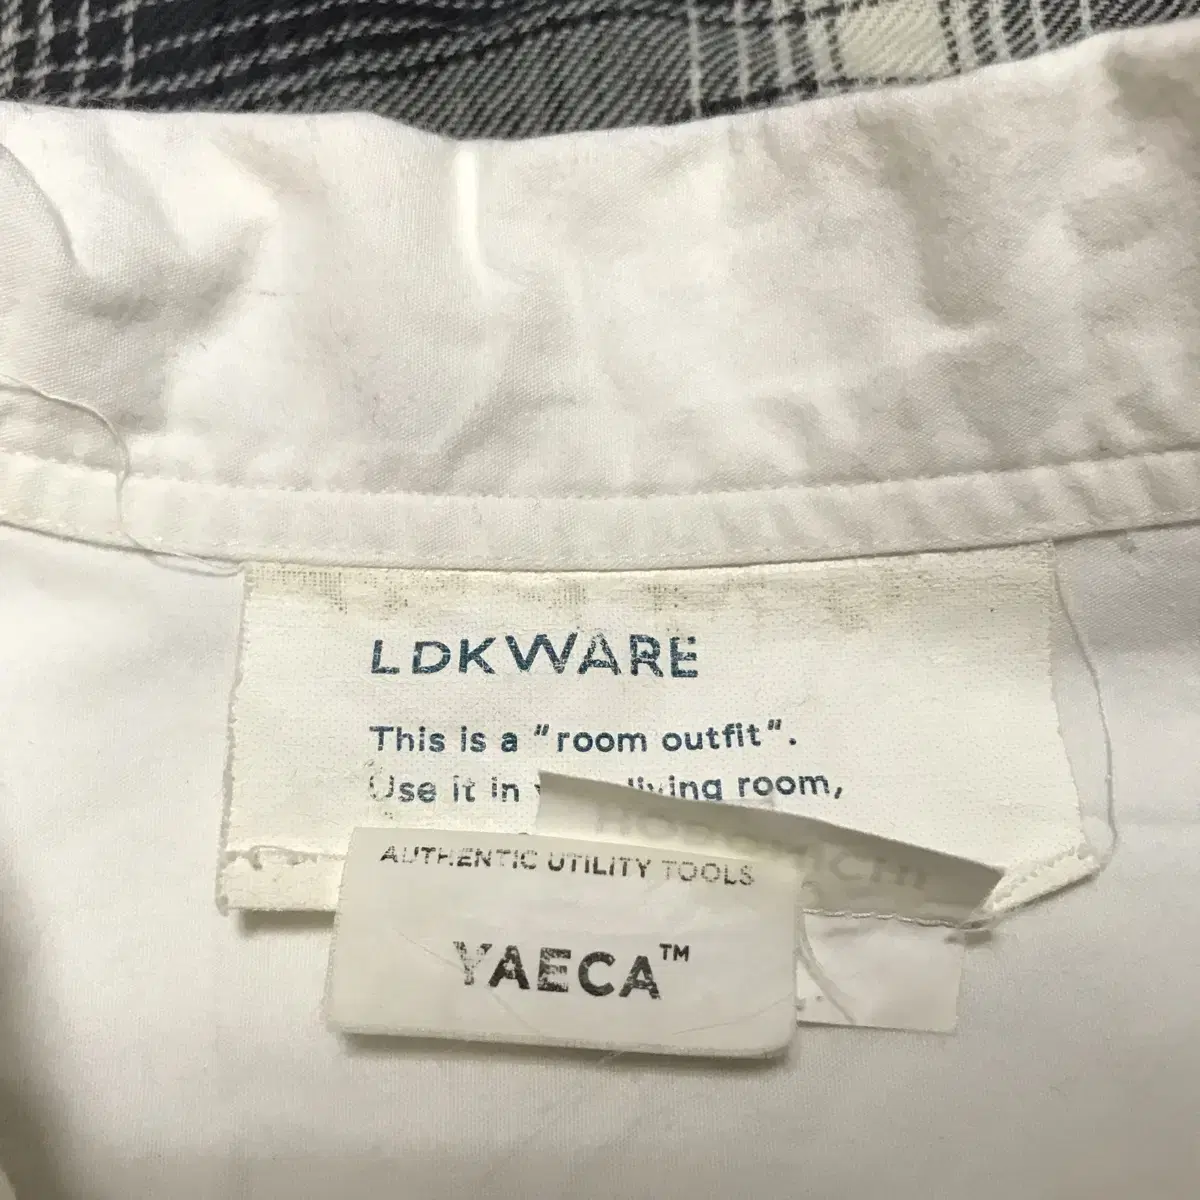 LDKWARE
This is a “room outfit“.
Use it in living room,
AUTHENTIC UTILITY TOOLS
YAECA™